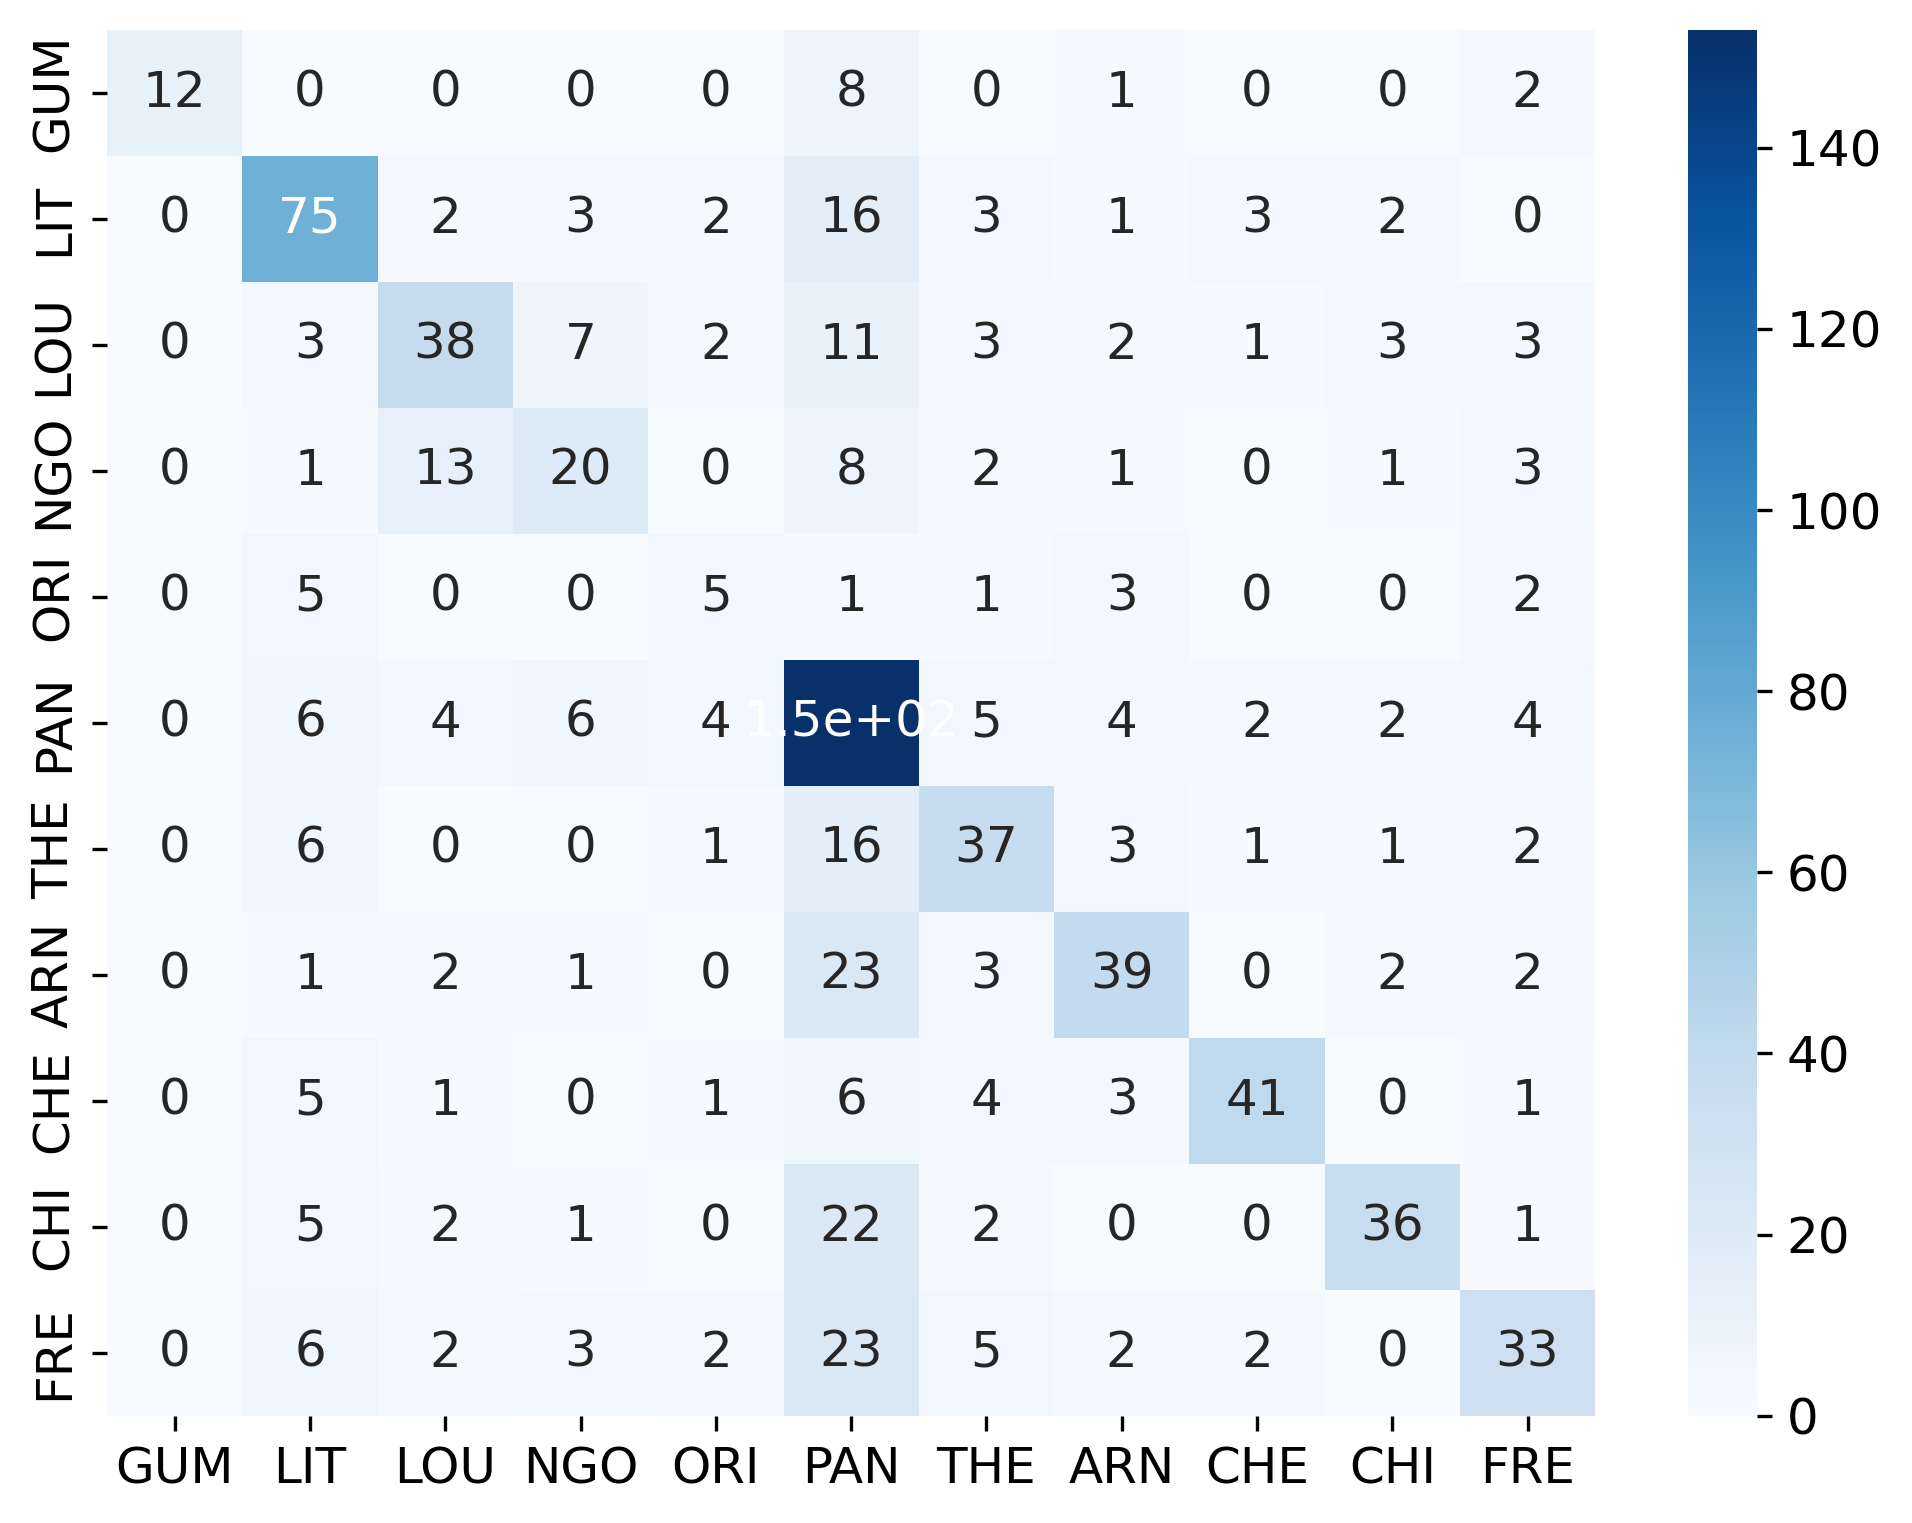 GUM 12 0 0 0 0 8 0 1 0 0 2
LIT 0 75 2 3 2 16 3 1 3 2 0
LOU 0 3 38 7 2 11 3 2 1 3 3
NGO 0 1 13 20 0 8 2 1 0 1 3
ORI 0 5 0 0 5 1 1 3 0 0 2
PAN 0 6 4 6 4 1.5e+02 5 4 2 2 4
THE 0 6 0 0 1 16 37 3 1 1 2
ARN 0 1 2 1 0 23 3 39 0 2 2
CHE 0 5 1 0 1 6 4 3 41 0 1
CHI 0 5 2 1 0 22 2 0 0 36 1
FRE 0 6 2 3 2 23 5 2 2 0 33
GUM LIT LOU NGO ORI PAN THE ARN CHE CHI FRE
140
120
100
80
60
40
20
0